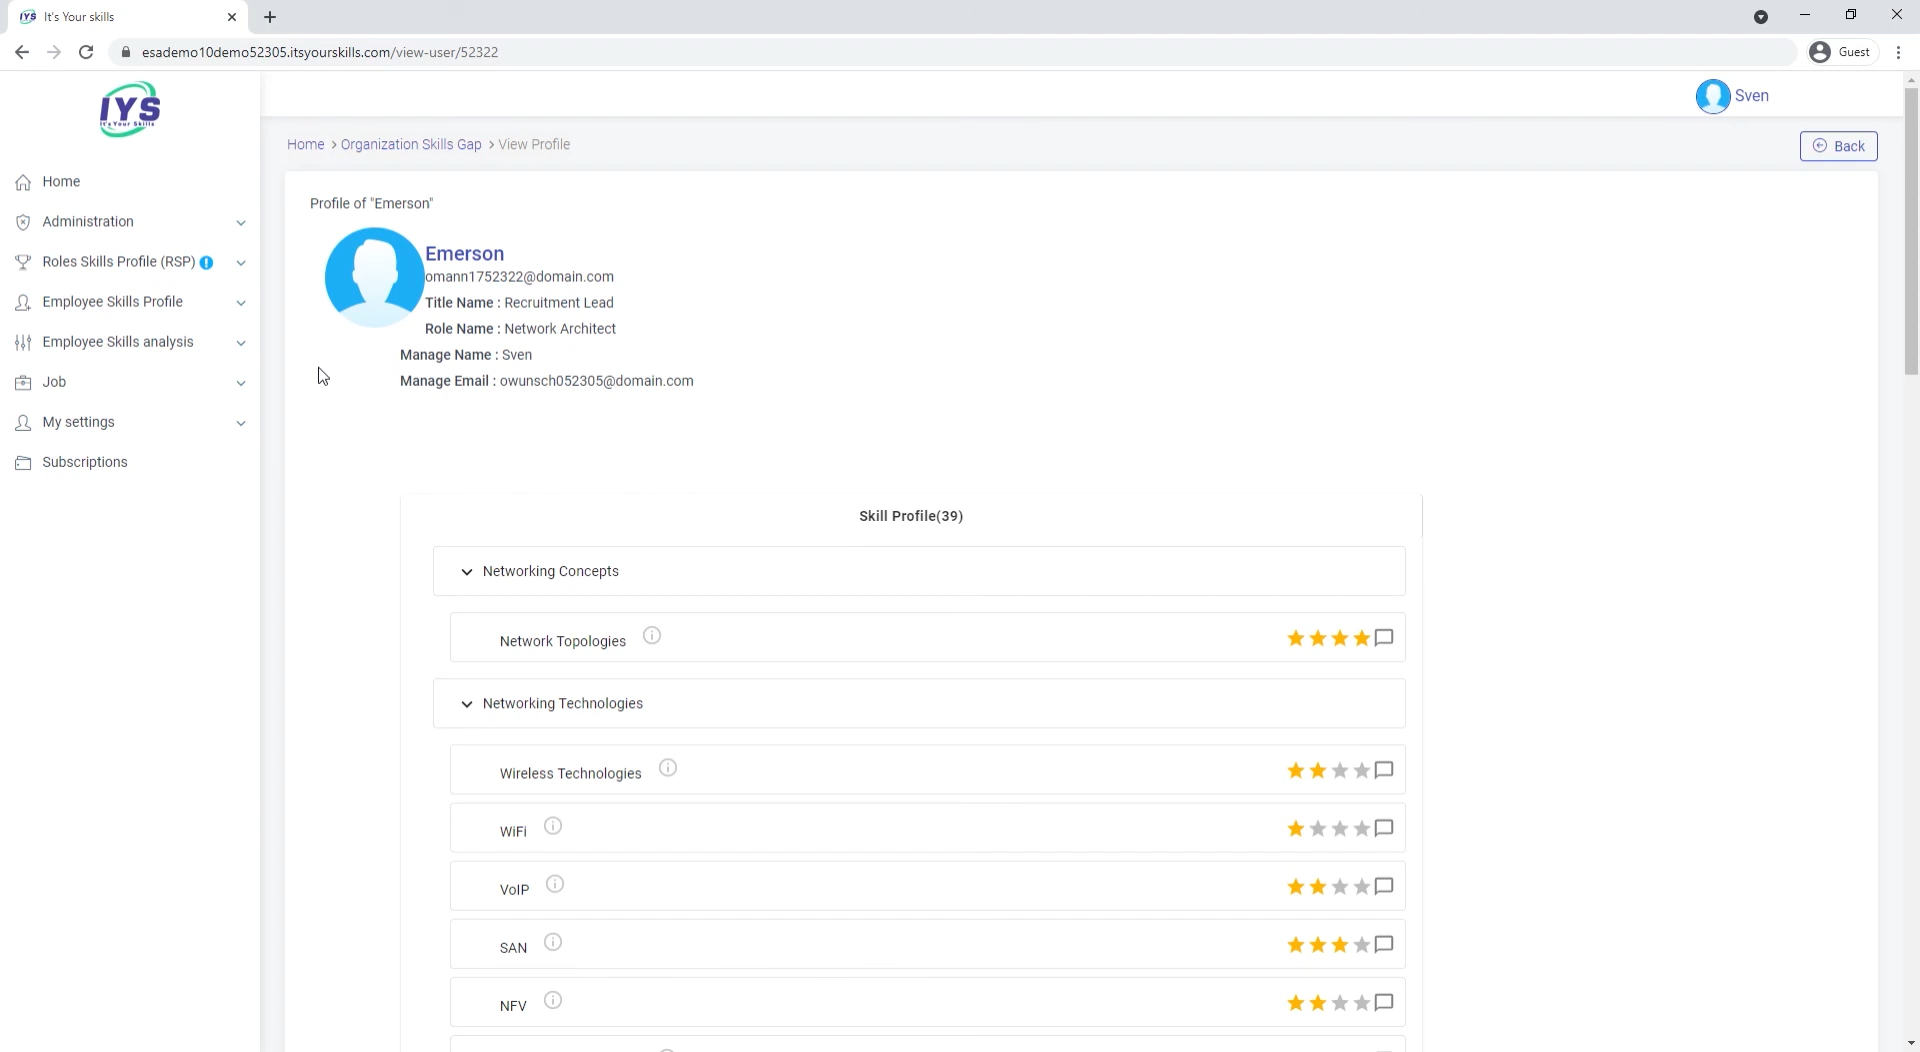 It's Your skills
esademo10demo52305.itsyourskills.com/view-user/52322
Guest
IYS
It's Your Skills
Sven
Home > Organization Skills Gap > View Profile
Back
Home
Administration
Roles Skills Profile (RSP)
Employee Skills Profile
Employee Skills analysis
Job
My settings
Subscriptions
Profile of "Emerson"
Emerson
omann1752322@domain.com
Title Name : Recruitment Lead
Role Name : Network Architect
Manage Name : Sven
Manage Email : owunsch052305@domain.com
Skill Profile(39)
Networking Concepts
Network Topologies
Networking Technologies
Wireless Technologies
WiFi
VoIP
SAN
NFV